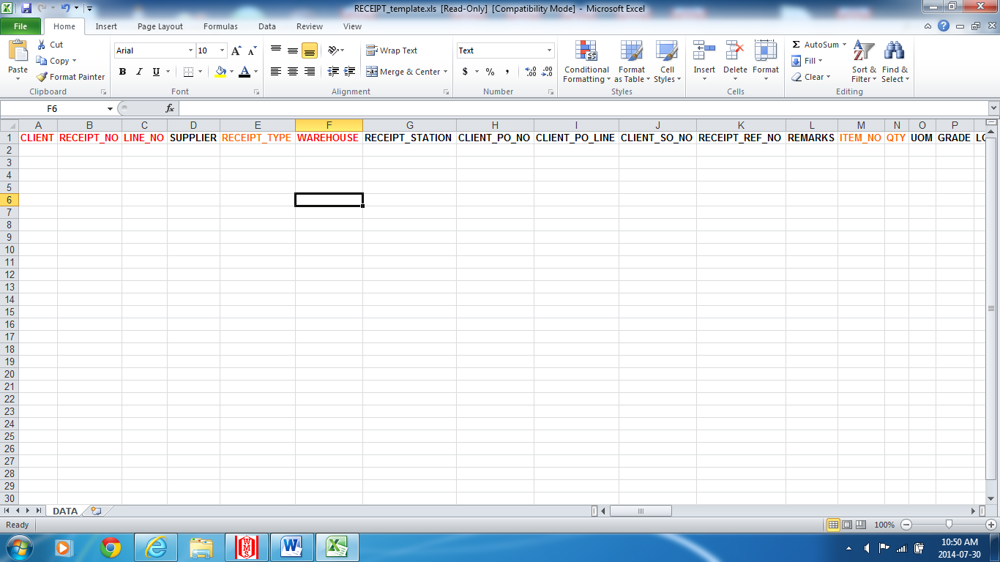 RECEIPT_template.xls [Read-Only] [Compatibility Mode] - Microsoft Excel
File Home Insert Page Layout Formulas Data Review View
Paste
Cut
Copy
Format Painter
Clipboard
Arial 10
B I U A
Font
Wrap Text
Merge & Center
Alignment
Text
$ % , .0 .00 .00 .0
Number
Conditional Formatting
Format as Table
Cell Styles
Styles
Insert Delete Format
Cells
Σ AutoSum
Fill
Clear
Sort & Filter
Find & Select
Editing
F6 fx
A B C D E F G H I J K L M N O P
1 CLIENT RECEIPT_NO LINE_NO SUPPLIER RECEIPT_TYPE WAREHOUSE RECEIPT_STATION CLIENT_PO_NO CLIENT_PO_LINE CLIENT_SO_NO RECEIPT_REF_NO REMARKS ITEM_NO QTY UOM GRADE LO
2
3
4
5
6
7
8
9
10
11
12
13
14
15
16
17
18
19
20
21
22
23
24
25
26
27
28
29
30
DATA
Ready 100%
WMS
10:50 AM
2014-07-30